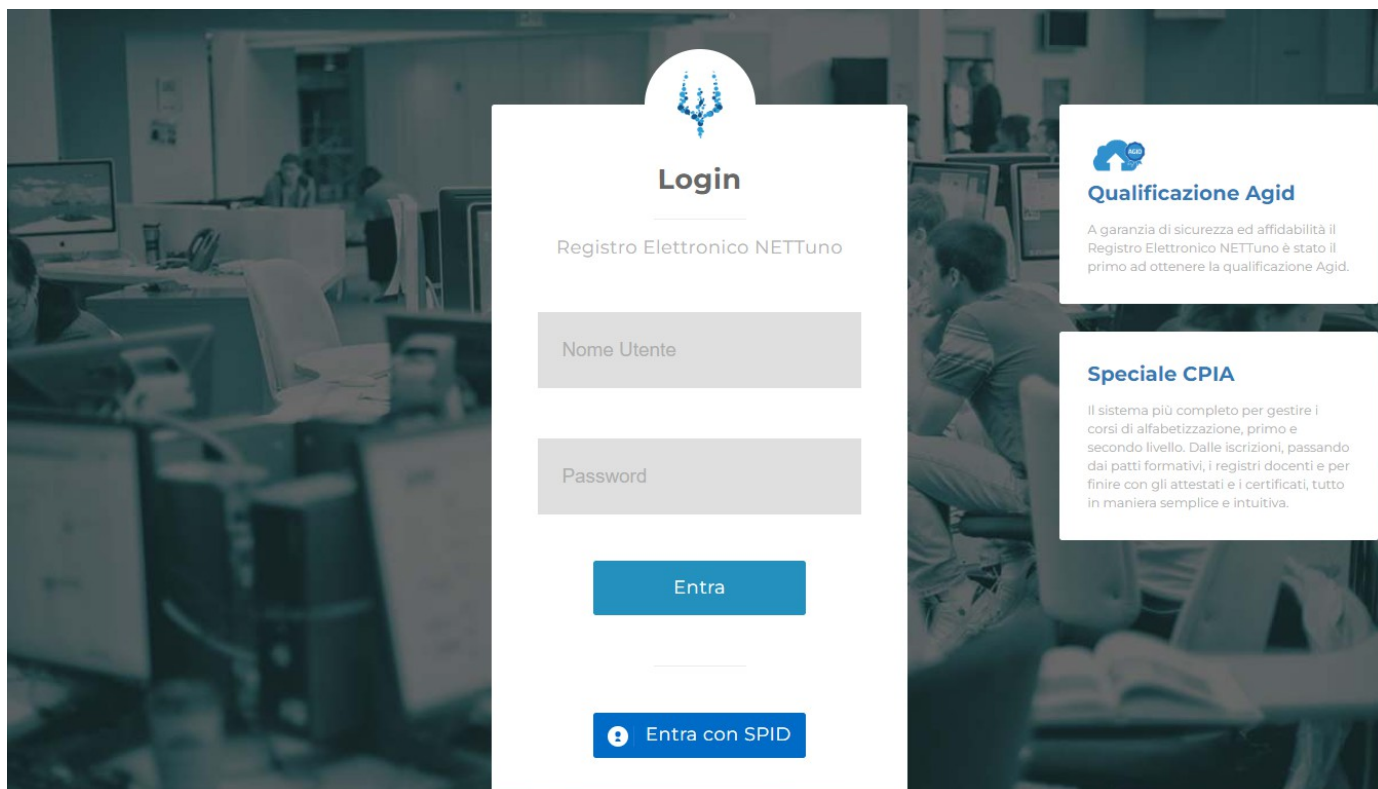 Login
Registro Elettronico NETTuno
Nome Utente
Password
Entra
Entra con SPID
AGID
Qualificazione Agid
A garanzia di sicurezza ed affidabilità il
Registro Elettronico NETTuno è stato il
primo ad ottenere la qualificazione Agid.
Speciale CPIA
Il sistema più completo per gestire i
corsi di alfabetizzazione, primo e
secondo livello. Dalle iscrizioni, passando
dai patti formativi, i registri docenti e per
finire con gli attestati e i certificati, tutto
in maniera semplice e intuitiva.